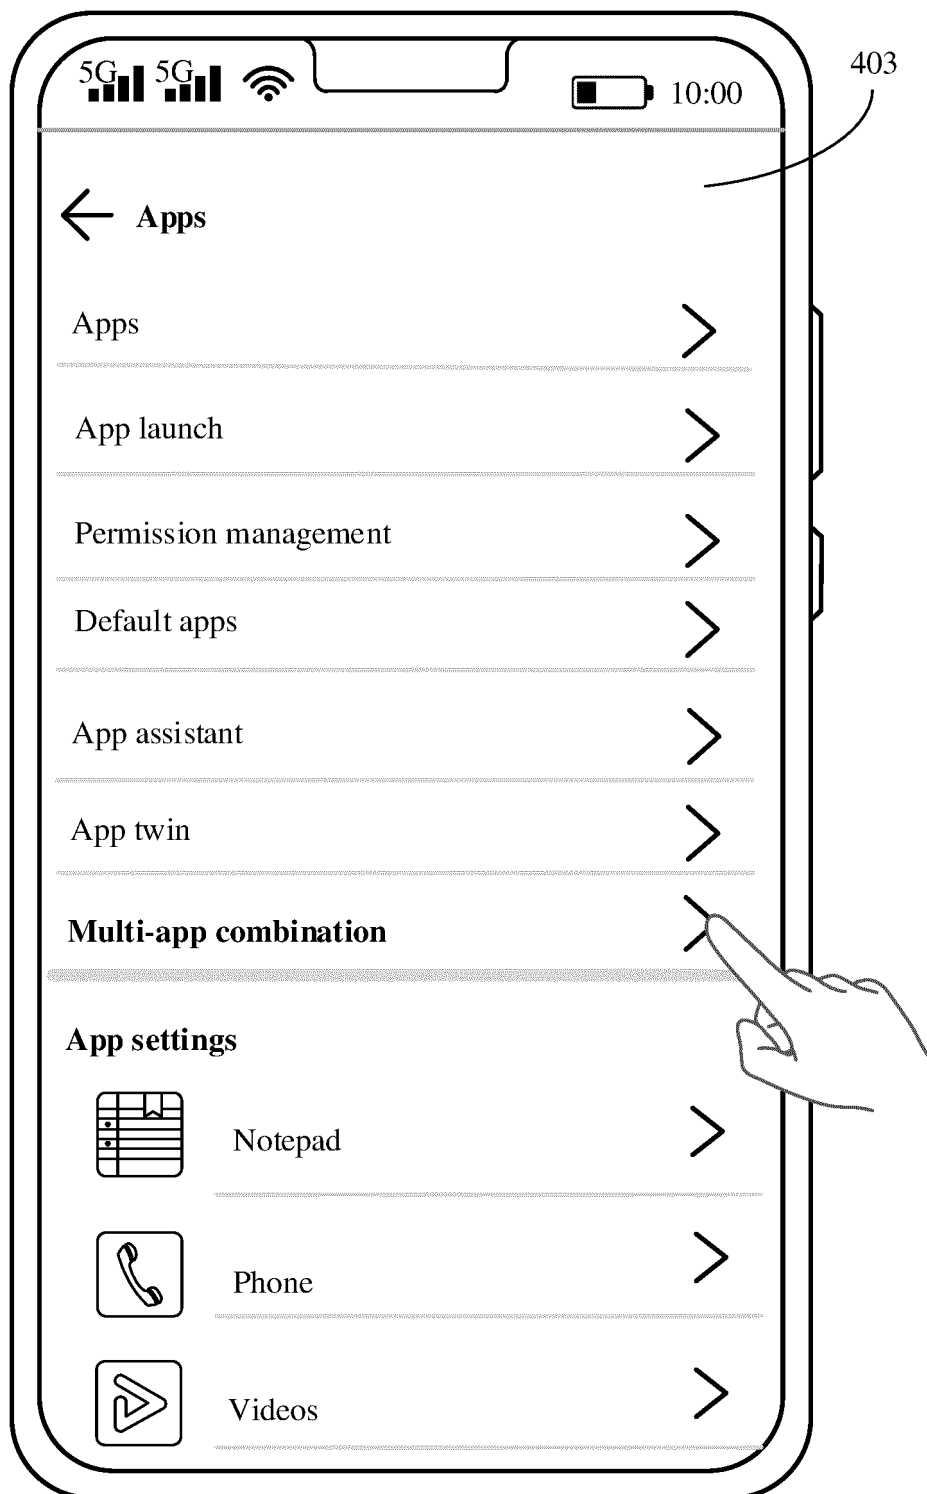 5G 5G 10:00
403
Apps
Apps
App launch
Permission management
Default apps
App assistant
App twin
Multi-app combination
App settings
Notepad
Phone
Videos